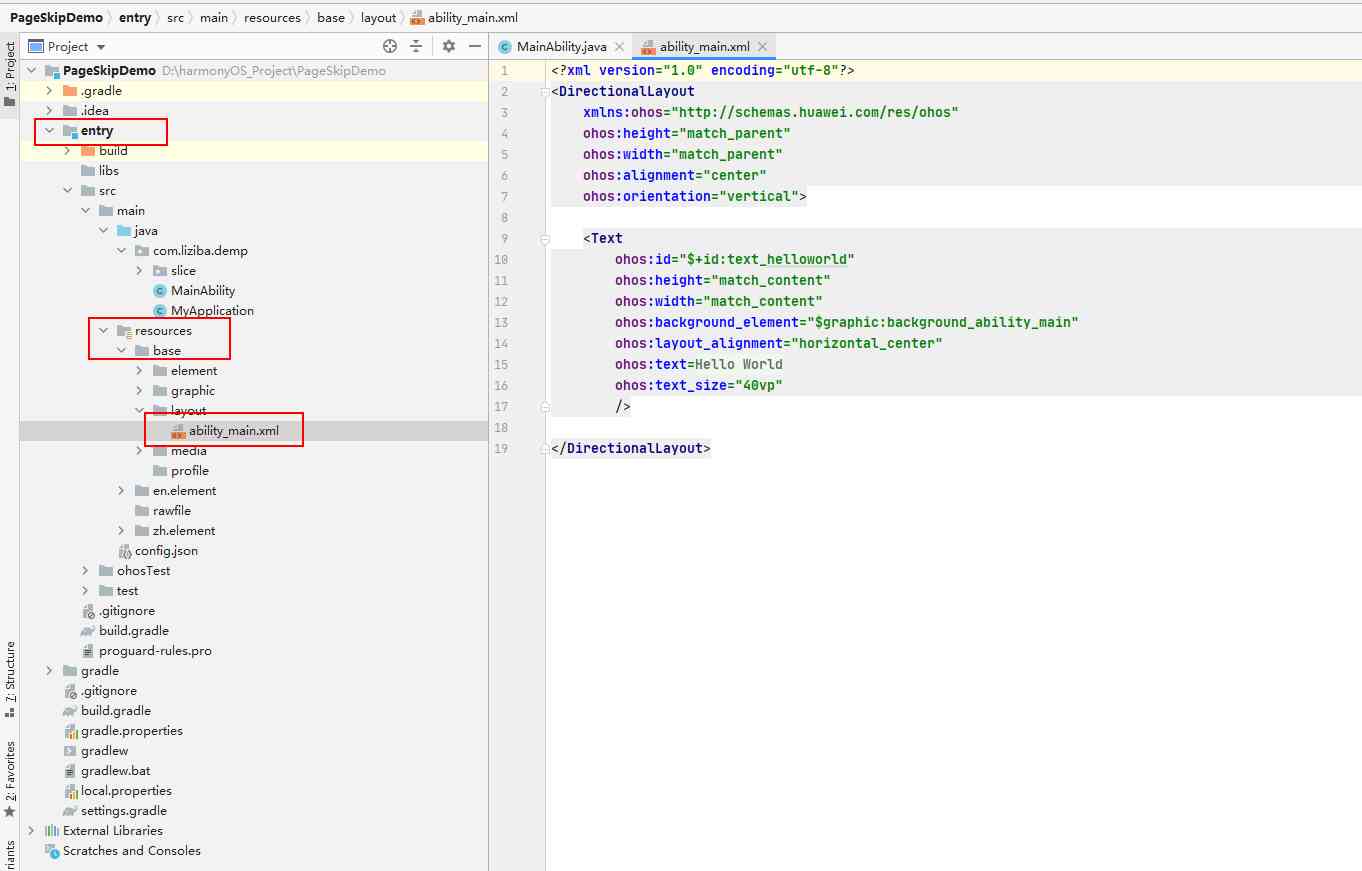 PageSkipDemo entry src main resources base layout ability_main.xml
Project
MainAbility.java
ability_main.xml
1: Project
7: Structure
2: Favorites
riants
PageSkipDemo D:\harmonyOS_Project\PageSkipDemo
.gradle
.idea
entry
build
libs
src
main
java
com.liziba.demp
slice
MainAbility
MyApplication
resources
base
element
graphic
layout
ability_main.xml
media
profile
en.element
rawfile
zh.element
config.json
ohosTest
test
.gitignore
build.gradle
proguard-rules.pro
gradle
.gitignore
build.gradle
gradle.properties
gradlew
gradlew.bat
local.properties
settings.gradle
External Libraries
Scratches and Consoles
1 <?xml version="1.0" encoding="utf-8"?>
2 <DirectionalLayout
3 xmlns:ohos="http://schemas.huawei.com/res/ohos"
4 ohos:height="match_parent"
5 ohos:width="match_parent"
6 ohos:alignment="center"
7 ohos:orientation="vertical">
8
9 <Text
10 ohos:id="$+id:text_helloworld"
11 ohos:height="match_content"
12 ohos:width="match_content"
13 ohos:background_element="$graphic:background_ability_main"
14 ohos:layout_alignment="horizontal_center"
15 ohos:text=Hello World
16 ohos:text_size="40vp"
17 />
18
19 </DirectionalLayout>